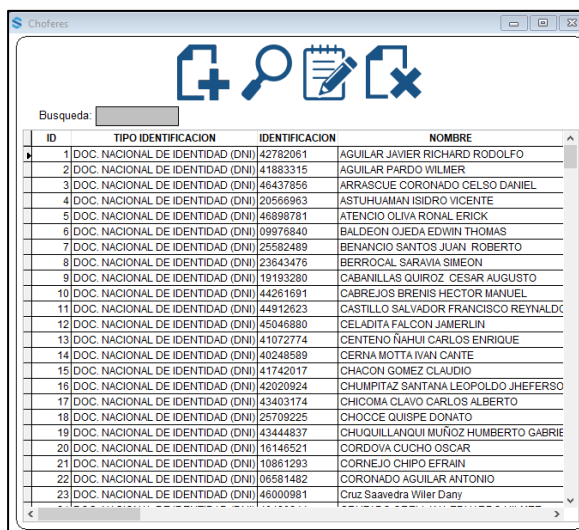 Choferes
Busqueda:
ID TIPO IDENTIFICACION IDENTIFICACION NOMBRE
1 DOC. NACIONAL DE IDENTIDAD (DNI) 42782061 AGUILAR JAVIER RICHARD RODOLFO
2 DOC. NACIONAL DE IDENTIDAD (DNI) 41883315 AGUILAR PARDO WILMER
3 DOC. NACIONAL DE IDENTIDAD (DNI) 46437856 ARRASCUE CORONADO CELSO DANIEL
4 DOC. NACIONAL DE IDENTIDAD (DNI) 20566963 ASTUHUAMAN ISIDRO VICENTE
5 DOC. NACIONAL DE IDENTIDAD (DNI) 46898781 ATENCIO OLIVA RONAL ERICK
6 DOC. NACIONAL DE IDENTIDAD (DNI) 09976840 BALDEON OJEDA EDWIN THOMAS
7 DOC. NACIONAL DE IDENTIDAD (DNI) 25582489 BENANCIO SANTOS JUAN ROBERTO
8 DOC. NACIONAL DE IDENTIDAD (DNI) 23643476 BERROCAL SARAVIA SIMEON
9 DOC. NACIONAL DE IDENTIDAD (DNI) 19193280 CABANILLAS QUIROZ CESAR AUGUSTO
10 DOC. NACIONAL DE IDENTIDAD (DNI) 44261691 CABREJOS BRENIS HECTOR MANUEL
11 DOC. NACIONAL DE IDENTIDAD (DNI) 44912623 CASTILLO SALVADOR FRANCISCO REYNALDO
12 DOC. NACIONAL DE IDENTIDAD (DNI) 45046880 CELADITA FALCON JAMERLIN
13 DOC. NACIONAL DE IDENTIDAD (DNI) 41072774 CENTENO ÑAHUI CARLOS ENRIQUE
14 DOC. NACIONAL DE IDENTIDAD (DNI) 40248589 CERNA MOTTA IVAN CANTE
15 DOC. NACIONAL DE IDENTIDAD (DNI) 41742017 CHACON GOMEZ CLAUDIO
16 DOC. NACIONAL DE IDENTIDAD (DNI) 42020924 CHUMPITAZ SANTANA LEOPOLDO JHEFERSO
17 DOC. NACIONAL DE IDENTIDAD (DNI) 43403174 CHICOMA CLAVO CARLOS ALBERTO
18 DOC. NACIONAL DE IDENTIDAD (DNI) 25709225 CHOCCE QUISPE DONATO
19 DOC. NACIONAL DE IDENTIDAD (DNI) 43444837 CHUQUILLANQUI MUÑOZ HUMBERTO GABRIE
20 DOC. NACIONAL DE IDENTIDAD (DNI) 16146521 CORDOVA CUCHO OSCAR
21 DOC. NACIONAL DE IDENTIDAD (DNI) 10861293 CORNEJO CHIPO EFRAIN
22 DOC. NACIONAL DE IDENTIDAD (DNI) 06581482 CORONADO AGUILAR ANTONIO
23 DOC. NACIONAL DE IDENTIDAD (DNI) 46000981 Cruz Saavedra Wiler Dany